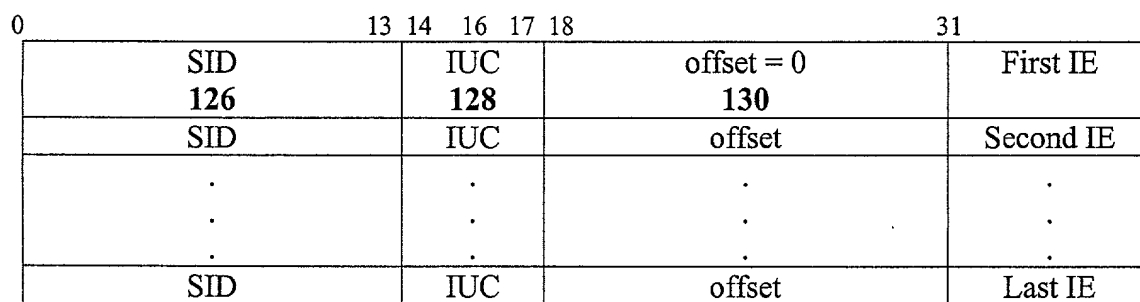 0 13 14 16 17 18 31
SID IUC offset = 0 First IE
126 128 130
SID IUC offset Second IE
. . . .
. . . .
. . . .
SID IUC offset Last IE